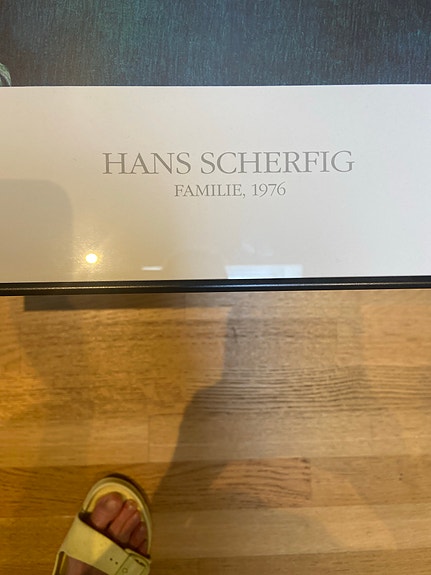 HANS SCHERFIG
FAMILIE, 1976